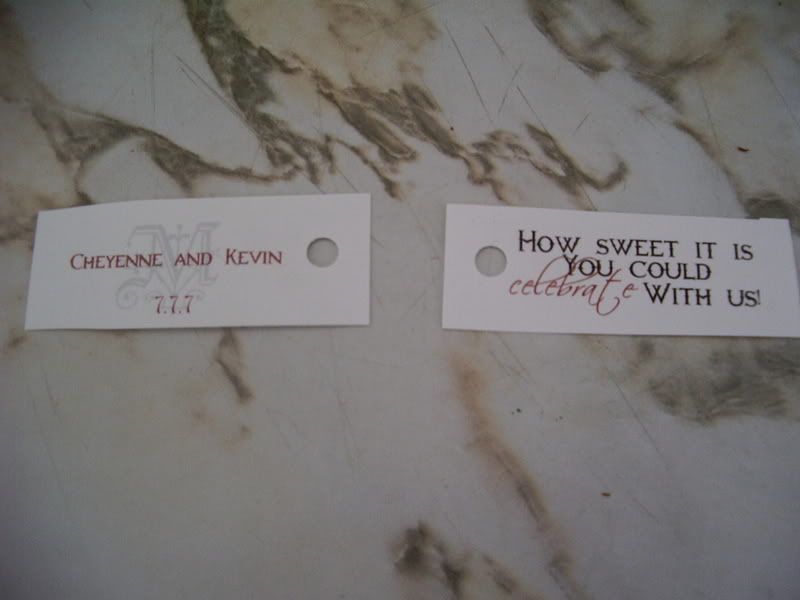 M
CHEYENNE AND KEVIN
7.7.7
HOW SWEET IT IS
YOU COULD
celebrate WITH US!